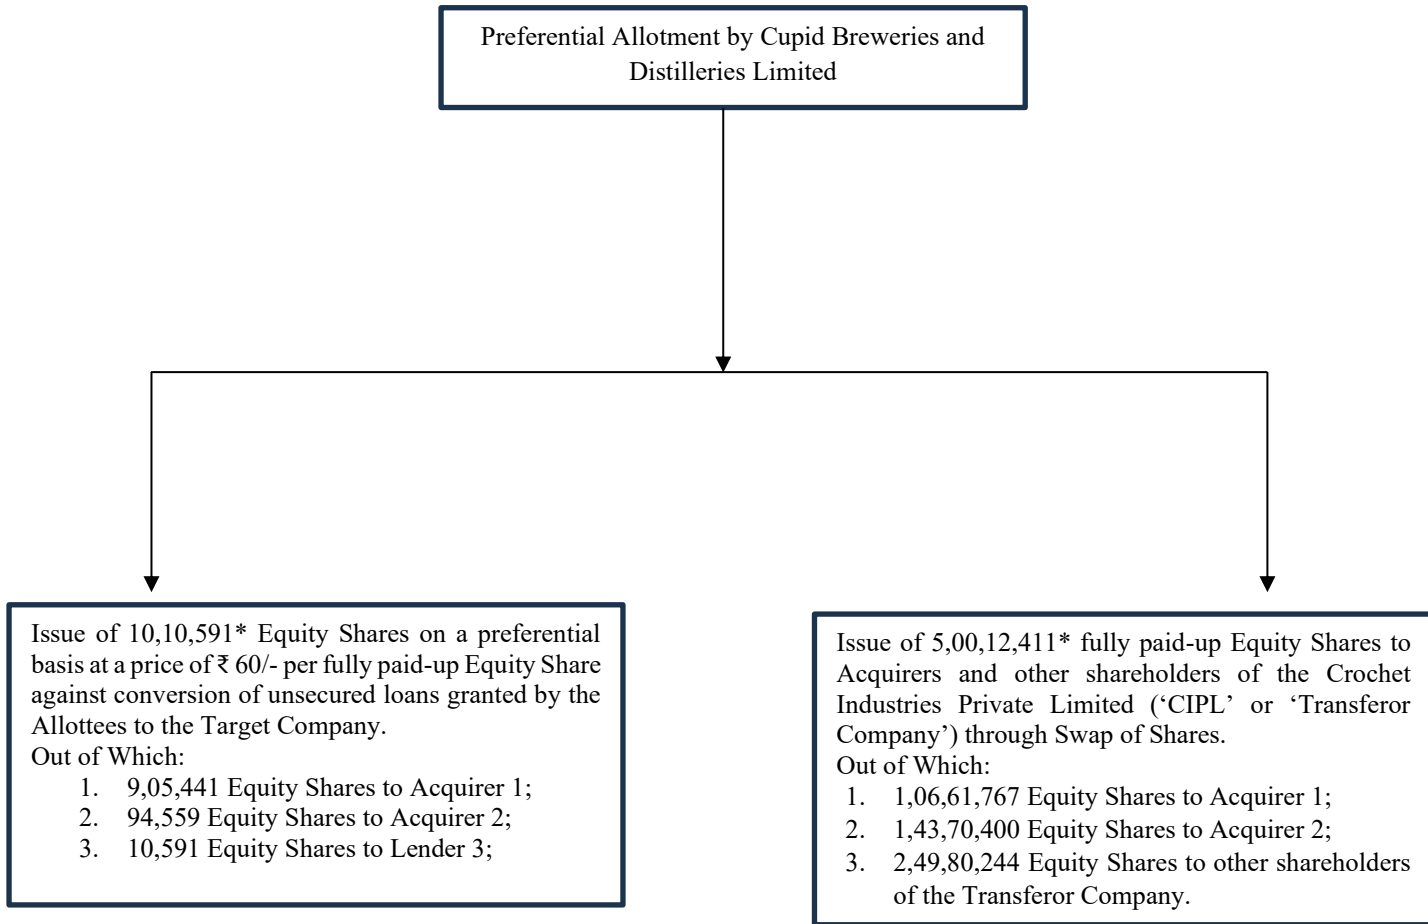 Preferential Allotment by Cupid Breweries and
Distilleries Limited
Issue of 10,10,591* Equity Shares on a preferential
basis at a price of ₹ 60/- per fully paid-up Equity Share
against conversion of unsecured loans granted by the
Allottees to the Target Company.
Out of Which:
1. 9,05,441 Equity Shares to Acquirer 1;
2. 94,559 Equity Shares to Acquirer 2;
3. 10,591 Equity Shares to Lender 3;
Issue of 5,00,12,411* fully paid-up Equity Shares to
Acquirers and other shareholders of the Crochet
Industries Private Limited (‘CIPL’ or ‘Transferor
Company’) through Swap of Shares.
Out of Which:
1. 1,06,61,767 Equity Shares to Acquirer 1;
2. 1,43,70,400 Equity Shares to Acquirer 2;
3. 2,49,80,244 Equity Shares to other shareholders
of the Transferor Company.